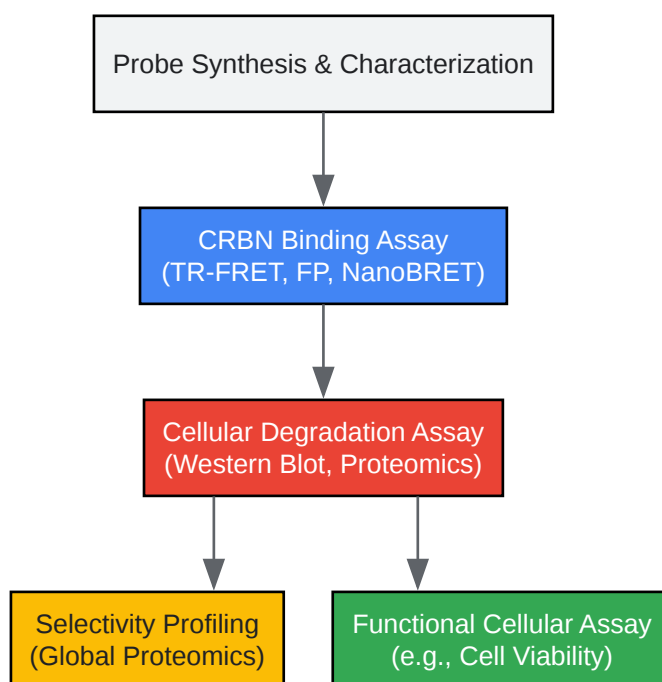 Probe Synthesis & Characterization
CRBN Binding Assay
(TR-FRET, FP, NanoBRET)
Cellular Degradation Assay
(Western Blot, Proteomics)
Selectivity Profiling
(Global Proteomics)
Functional Cellular Assay
(e.g., Cell Viability)